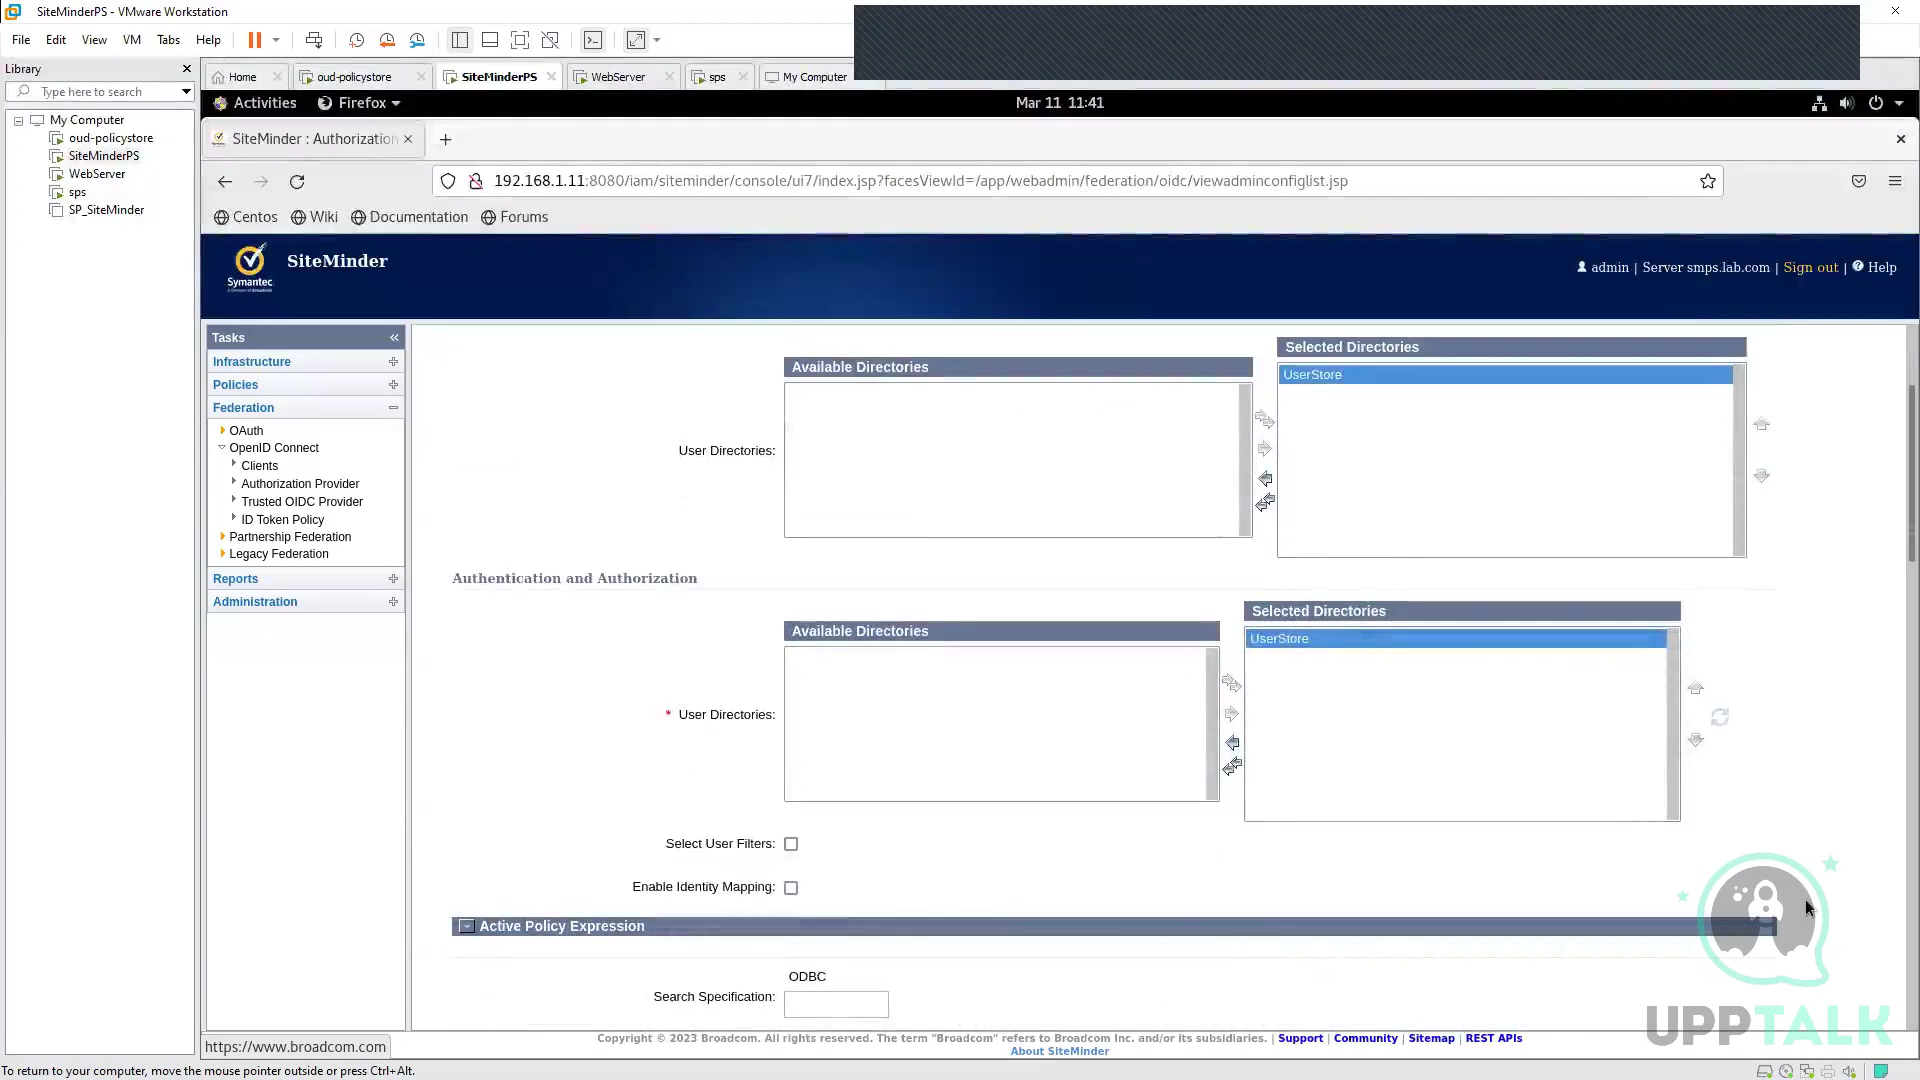 SiteMinderPS - VMware Workstation
File Edit View VM Tabs Help
Library
Type here to search
My Computer
oud-policystore
SiteMinderPS
WebServer
sps
SP_SiteMinder
Home oud-policystore SiteMinderPS WebServer sps My Computer
Activities Firefox Mar 11 11:41
SiteMinder : Authorization
192.168.1.11:8080/iam/siteminder/console/ui7/index.jsp?facesViewId=/app/webadmin/federation/oidc/viewadminconfiglist.jsp
Centos Wiki Documentation Forums
Symantec
SiteMinder
admin | Server smps.lab.com | Sign out | Help
Tasks
Infrastructure
Policies
Federation
OAuth
OpenID Connect
Clients
Authorization Provider
Trusted OIDC Provider
ID Token Policy
Partnership Federation
Legacy Federation
Reports
Administration
Selected Directories
Available Directories
UserStore
User Directories:
Authentication and Authorization
Selected Directories
Available Directories
UserStore
* User Directories:
Select User Filters:
Enable Identity Mapping:
Active Policy Expression
ODBC
Search Specification:
UPPTALK
Copyright © 2023 Broadcom. All rights reserved. The term "Broadcom" refers to Broadcom Inc. and/or its subsidiaries. | Support | Community | Sitemap | REST APIs
About SiteMinder
https://www.broadcom.com
To return to your computer, move the mouse pointer outside or press Ctrl+Alt.